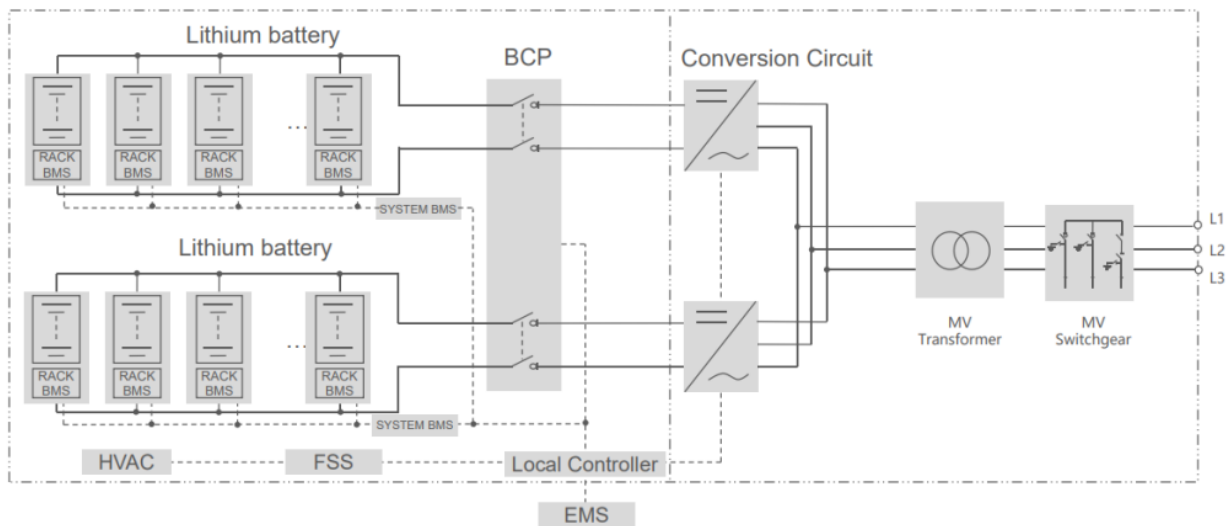 Lithium battery
BCP
Conversion Circuit
RACK BMS
RACK BMS
RACK BMS
...
RACK BMS
SYSTEM BMS
Lithium battery
RACK BMS
RACK BMS
RACK BMS
...
RACK BMS
SYSTEM BMS
L1
L2
L3
MV
Transformer
MV
Switchgear
HVAC
FSS
Local Controller
EMS